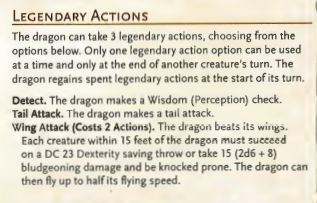 LEGENDARY ACTIONS
The dragon can take 3 legendary actions, choosing from the
options below. Only one legendary action option can be used
at a time and only at the end of another creature's turn. The
dragon regains spent legendary actions at the start of its turn.
Detect. The dragon makes a Wisdom (Perception) check.
Tail Attack. The dragon makes a tail attack.
Wing Attack (Costs 2 Actions). The dragon beats its wings.
Each creature within 15 feet of the dragon must succeed
on a DC 23 Dexterity saving throw or take 15 (2d6 + 8)
bludgeoning damage and be knocked prone. The dragon can
then fly up to half its flying speed.